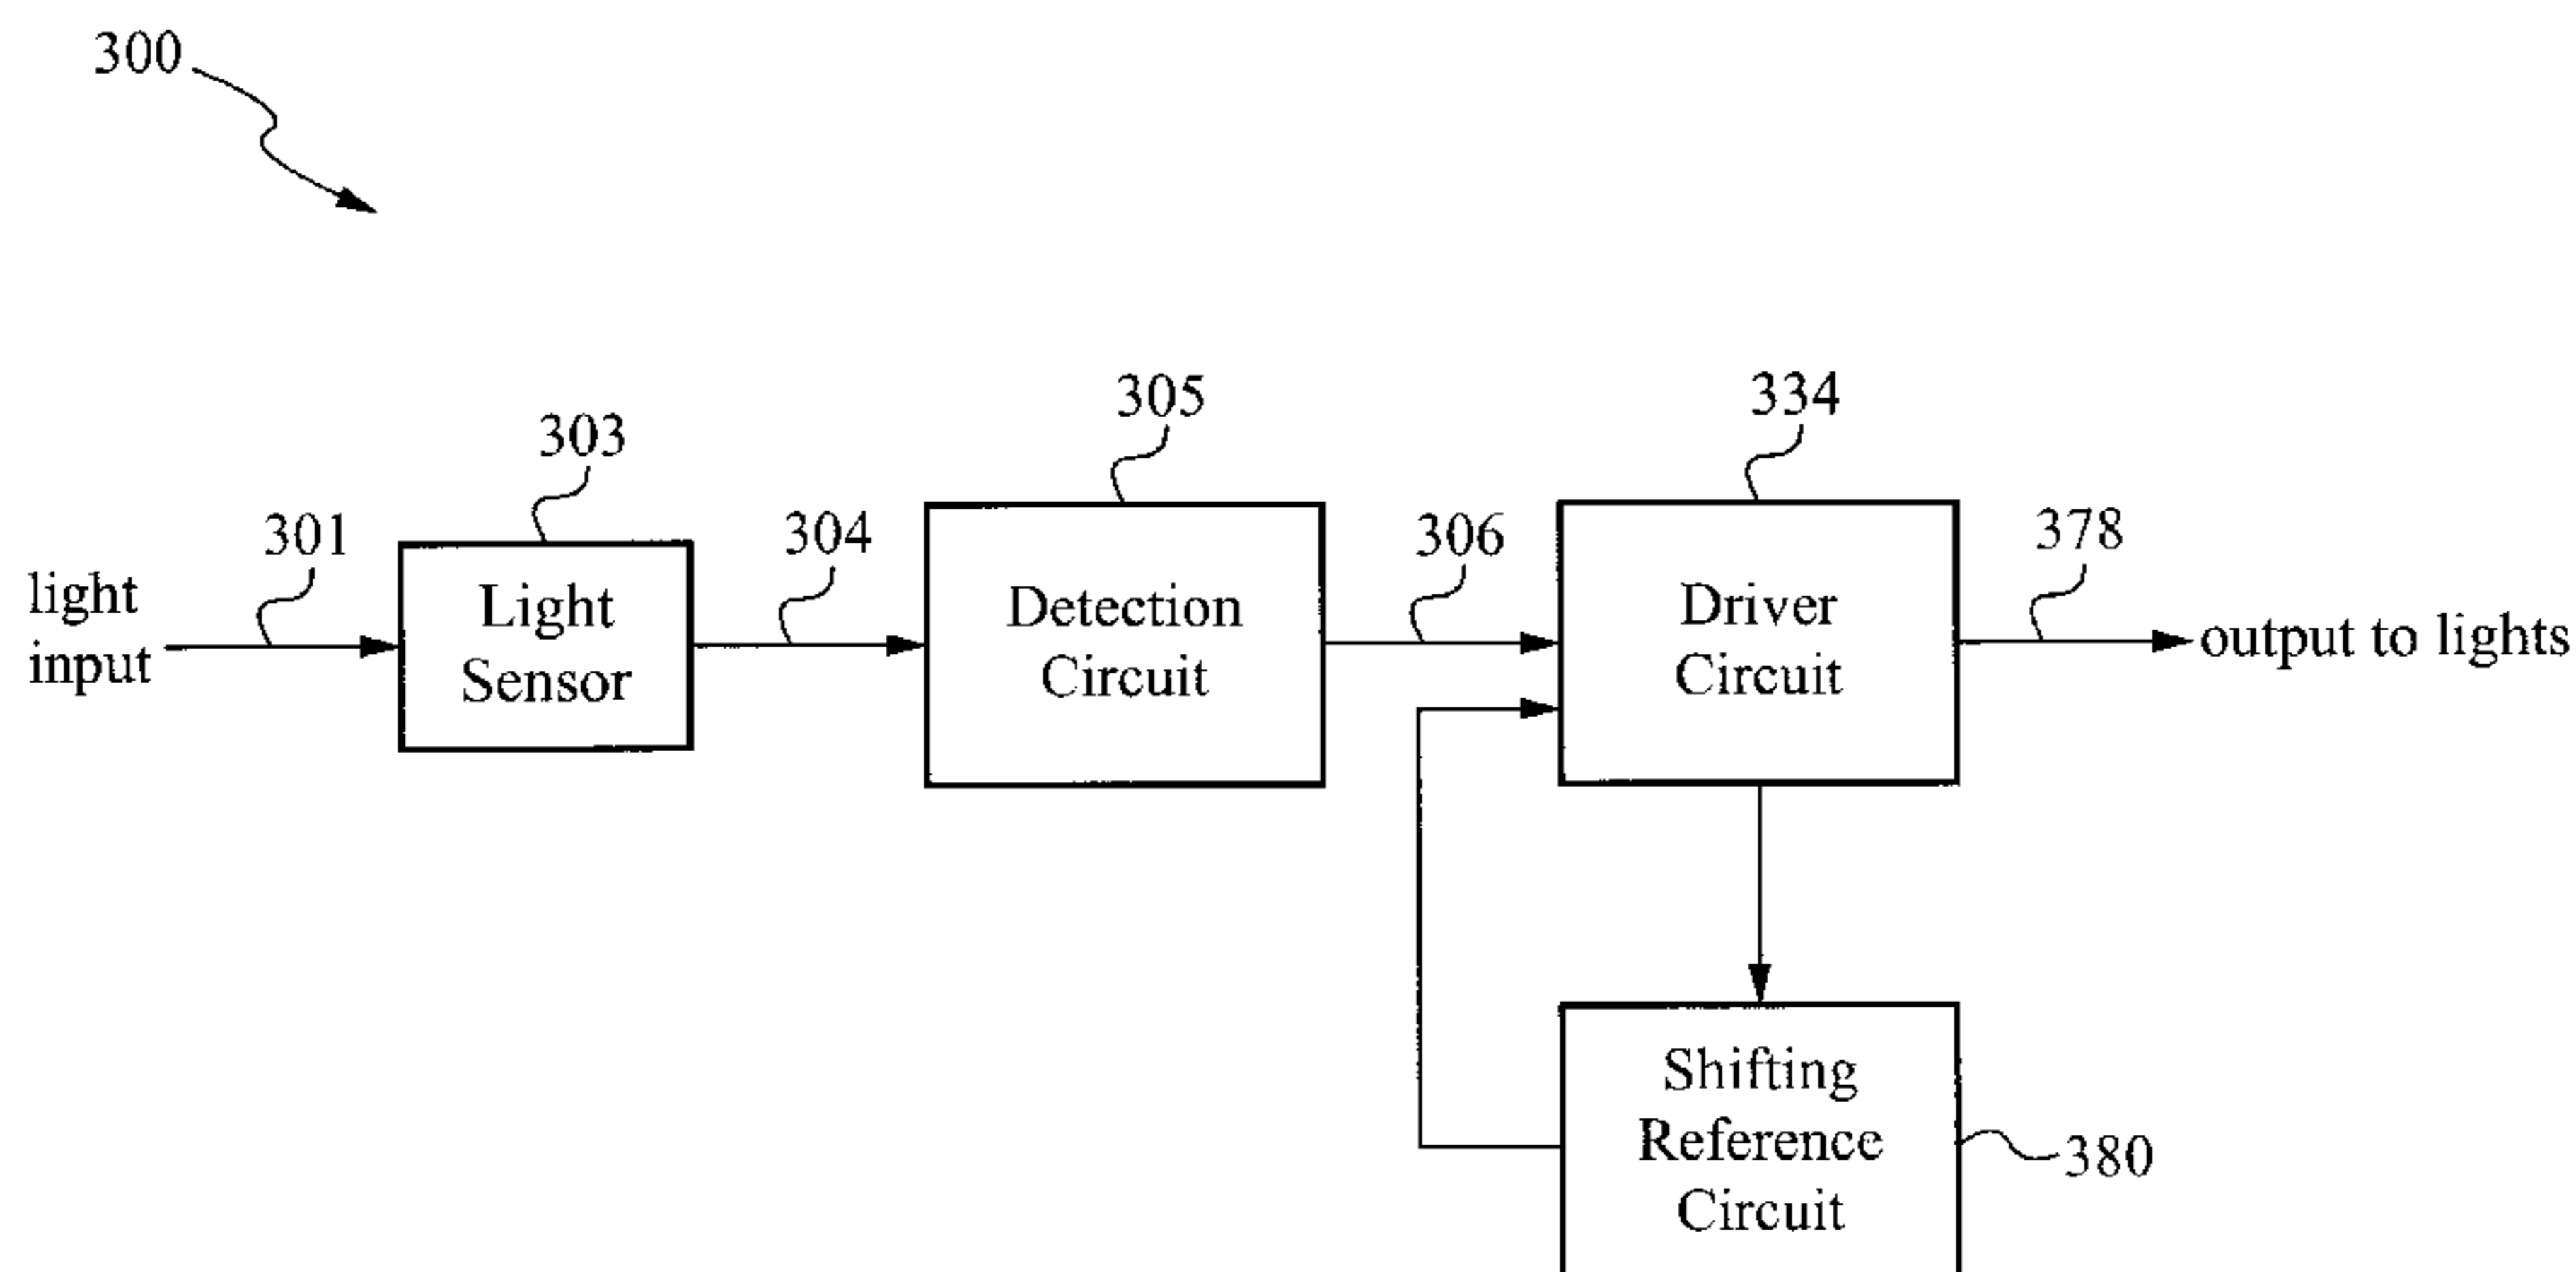 300
305
334
303
301
304
306
378
light
input
Light
Sensor
Detection
Circuit
Driver
Circuit
output to lights
Shifting
Reference
Circuit
380